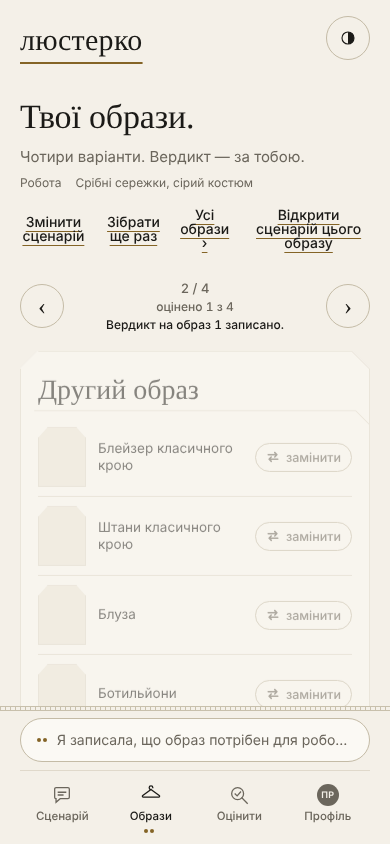 люстерко
Твої образи.
Чотири варіанти. Вердикт — за тобою.
Робота Срібні сережки, сірий костюм
Змінити сценарій
Зібрати ще раз
Усі образи ›
Відкрити сценарій цього образу
‹
2 / 4
оцінено 1 з 4
Вердикт на образ 1 записано.
›
Другий образ
Блейзер класичного
крою
замінити
Штани класичного
крою
замінити
Блуза
замінити
Ботильйони
замінити
Я записала, що образ потрібен для робо...
Сценарій
Образи
Оцінити
ПР
Профіль